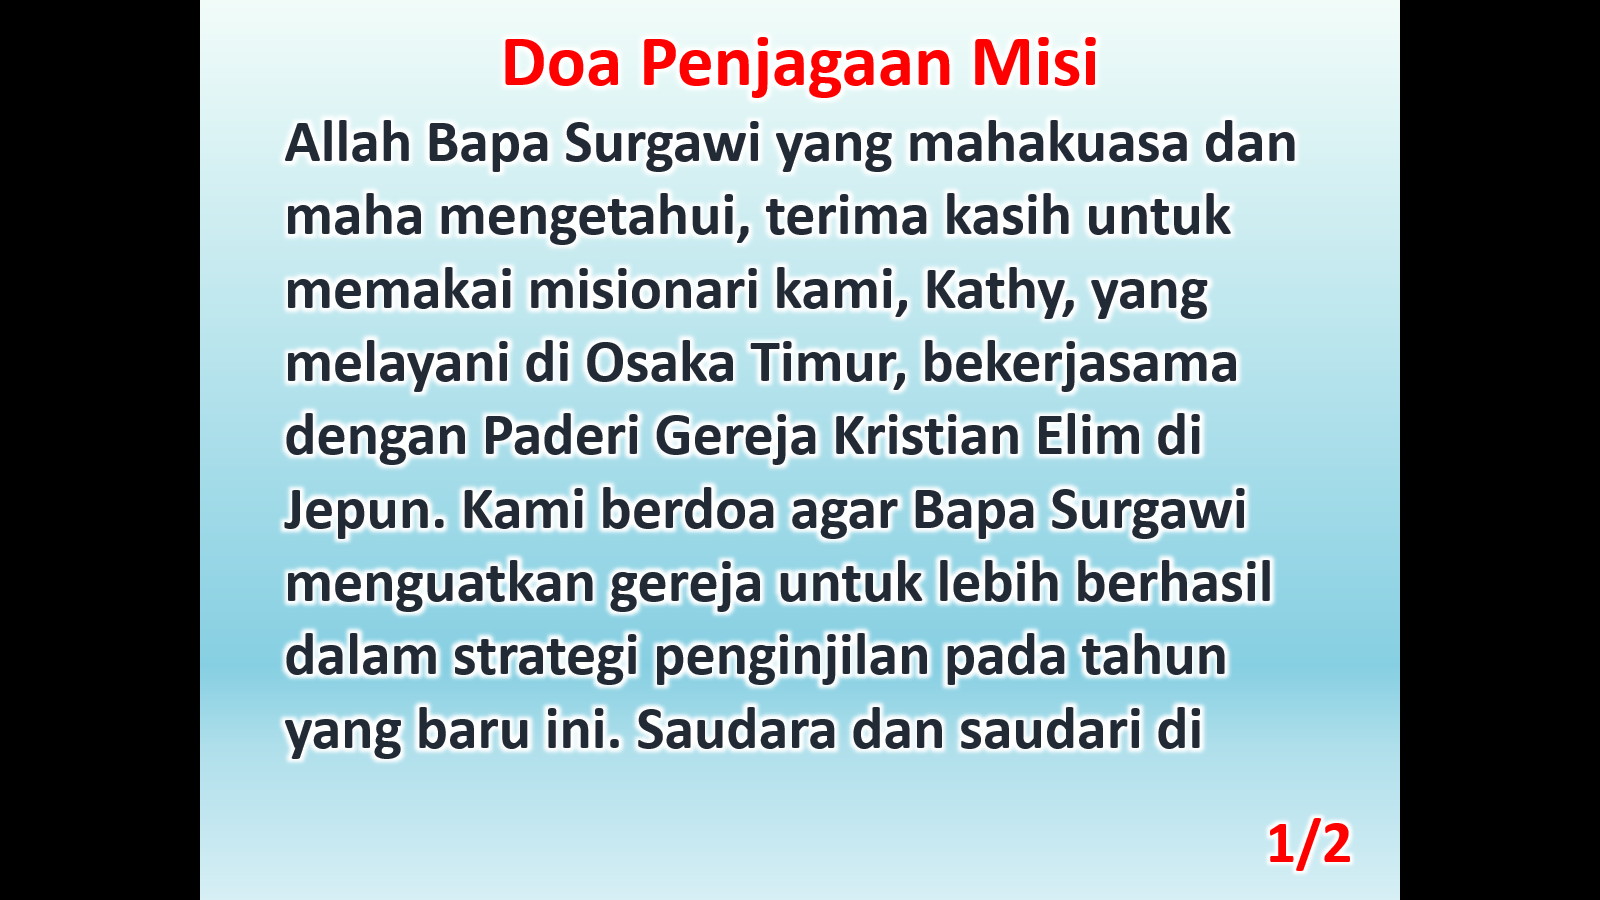 Doa Penjagaan Misi
Allah Bapa Surgawi yang mahakuasa dan
maha mengetahui, terima kasih untuk
memakai misionari kami, Kathy, yang
melayani di Osaka Timur, bekerjasama
dengan Paderi Gereja Kristian Elim di
Jepun. Kami berdoa agar Bapa Surgawi
menguatkan gereja untuk lebih berhasil
dalam strategi penginjilan pada tahun
yang baru ini. Saudara dan saudari di
1/2